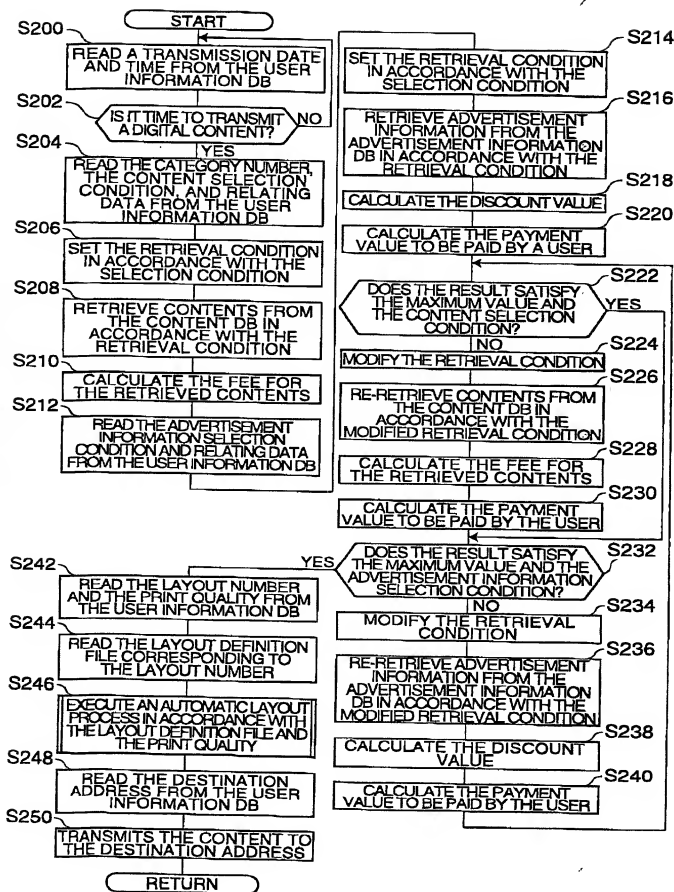 START
S200
READ A TRANSMISSION DATE
AND TIME FROM THE USER
INFORMATION DB
S202
IS IT TIME TO TRANSMIT
A DIGITAL CONTENT?
NO
YES
S204
READ THE CATEGORY NUMBER,
THE CONTENT SELECTION
CONDITION, AND RELATING
DATA FROM THE USER
INFORMATION DB
S206
SET THE RETRIEVAL CONDITION
IN ACCORDANCE WITH THE
SELECTION CONDITION
S208
RETRIEVE CONTENTS FROM
THE CONTENT DB IN
ACCORDANCE WITH THE
RETRIEVAL CONDITION
S210
CALCULATE THE FEE FOR
THE RETRIEVED CONTENTS
S212
READ THE ADVERTISEMENT
INFORMATION SELECTION
CONDITION AND RELATING DATA
FROM THE USER INFORMATION DB
S214
SET THE RETRIEVAL CONDITION
IN ACCORDANCE WITH THE
SELECTION CONDITION
S216
RETRIEVE ADVERTISEMENT
INFORMATION FROM THE
ADVERTISEMENT INFORMATION
DB IN ACCORDANCE WITH THE
RETRIEVAL CONDITION
S218
CALCULATE THE DISCOUNT VALUE
S220
CALCULATE THE PAYMENT
VALUE TO BE PAID BY A USER
S222
DOES THE RESULT SATISFY
THE MAXIMUM VALUE AND
THE CONTENT SELECTION
CONDITION?
YES
NO
S224
MODIFY THE RETRIEVAL CONDITION
S226
RE-RETRIEVE CONTENTS FROM
THE CONTENT DB IN
ACCORDANCE WITH THE
MODIFIED RETRIEVAL CONDITION
S228
CALCULATE THE FEE FOR
THE RETRIEVED CONTENTS
S230
CALCULATE THE PAYMENT
VALUE TO BE PAID BY THE USER
S232
DOES THE RESULT SATISFY
THE MAXIMUM VALUE AND THE
ADVERTISEMENT INFORMATION
SELECTION CONDITION?
YES
NO
S234
MODIFY THE RETRIEVAL
CONDITION
S236
RE-RETRIEVE ADVERTISEMENT
INFORMATION FROM THE
ADVERTISEMENT INFORMATION
DB IN ACCORDANCE WITH THE
MODIFIED RETRIEVAL CONDITION
S238
CALCULATE THE DISCOUNT
VALUE
S240
CALCULATE THE PAYMENT
VALUE TO BE PAID BY THE USER
S242
READ THE LAYOUT NUMBER
AND THE PRINT QUALITY FROM
THE USER INFORMATION DB
S244
READ THE LAYOUT DEFINITION
FILE CORRESPONDING TO
THE LAYOUT NUMBER
S246
EXECUTE AN AUTOMATIC LAYOUT
PROCESS IN ACCORDANCE WITH
THE LAYOUT DEFINITION FILE AND
THE PRINT QUALITY
S248
READ THE DESTINATION
ADDRESS FROM THE USER
INFORMATION DB
S250
TRANSMITS THE CONTENT TO
THE DESTINATION ADDRESS
RETURN